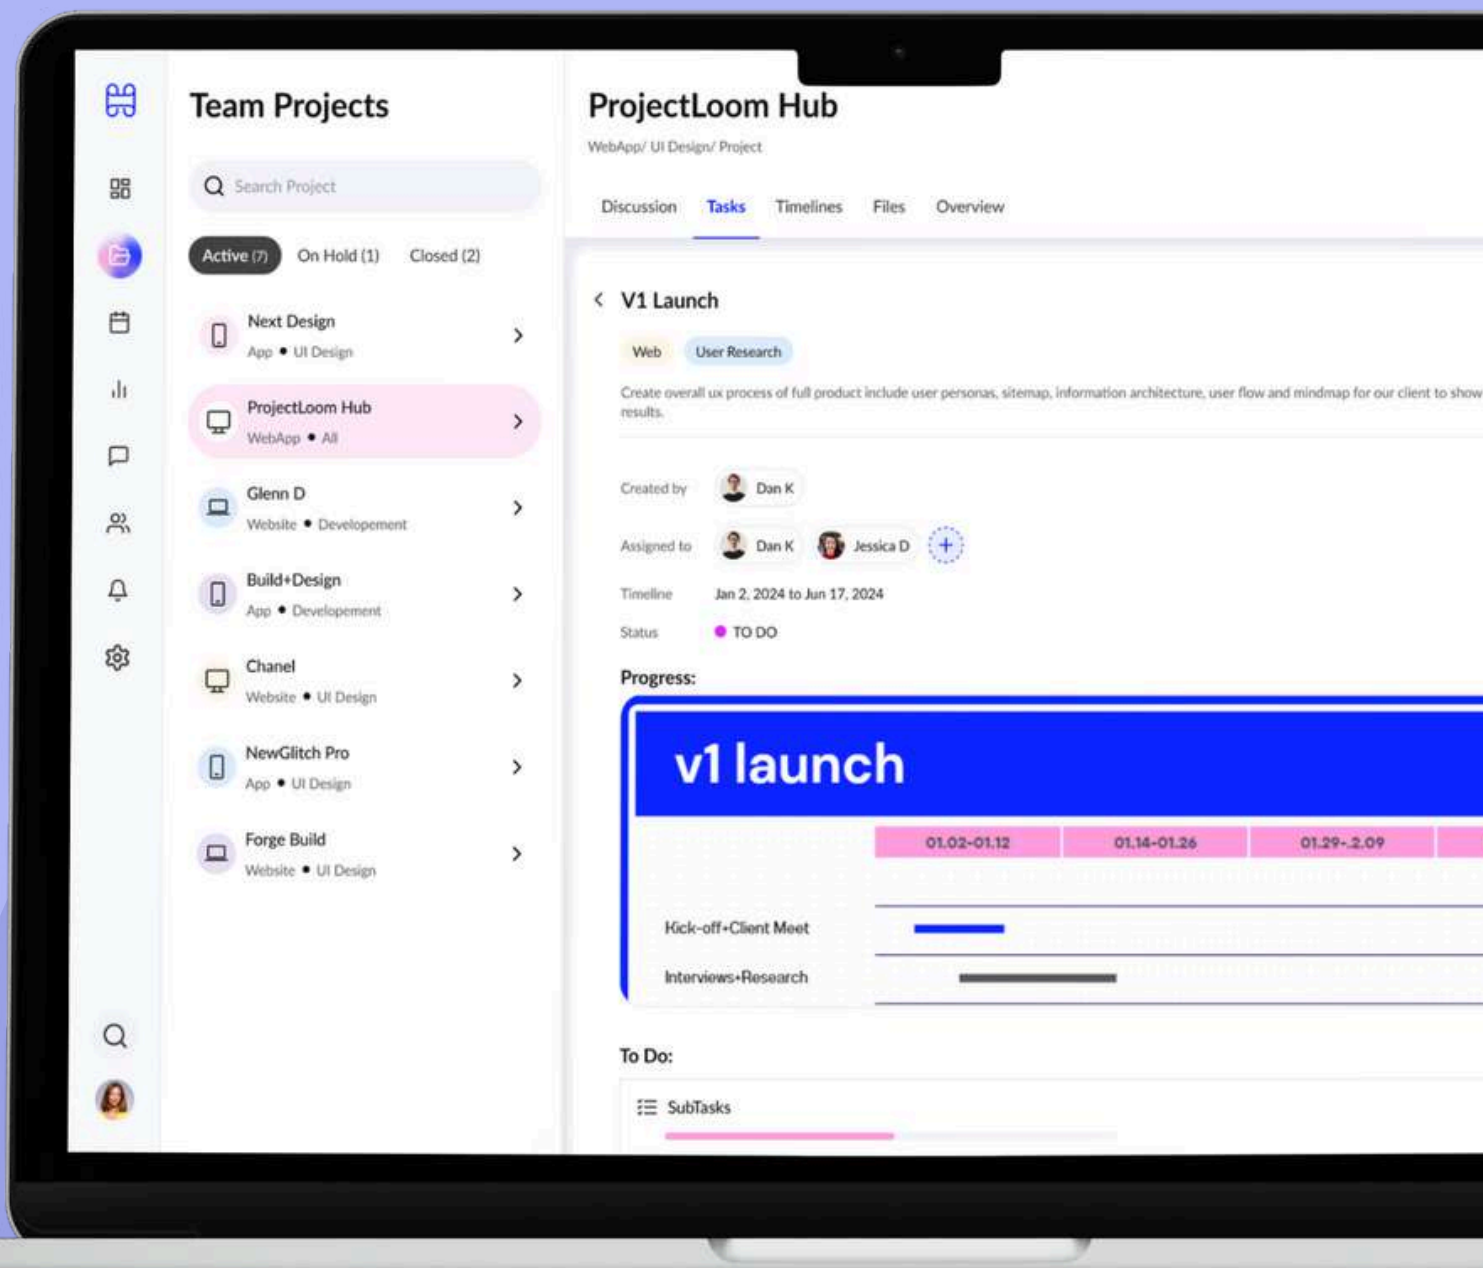 Team Projects
Search Project
Active (7) On Hold (1) Closed (2)
Next Design
App • UI Design
ProjectLoom Hub
WebApp • All
Glenn D
Website • Developement
Build+Design
App • Developement
Chanel
Website • UI Design
NewGlitch Pro
App • UI Design
Forge Build
Website • UI Design
ProjectLoom Hub
WebApp/ UI Design/ Project
Discussion Tasks Timelines Files Overview
V1 Launch
Web User Research
Create overall ux process of full product include user personas, sitemap, information architecture, user flow and mindmap for our client to show
results.
Created by Dan K
Assigned to Dan K Jessica D +
Timeline Jan 2, 2024 to Jun 17, 2024
Status TO DO
Progress:
v1 launch
01.02-01.12 01.14-01.26 01.29-.2.09
Kick-off+Client Meet
Interviews+Research
To Do:
SubTasks